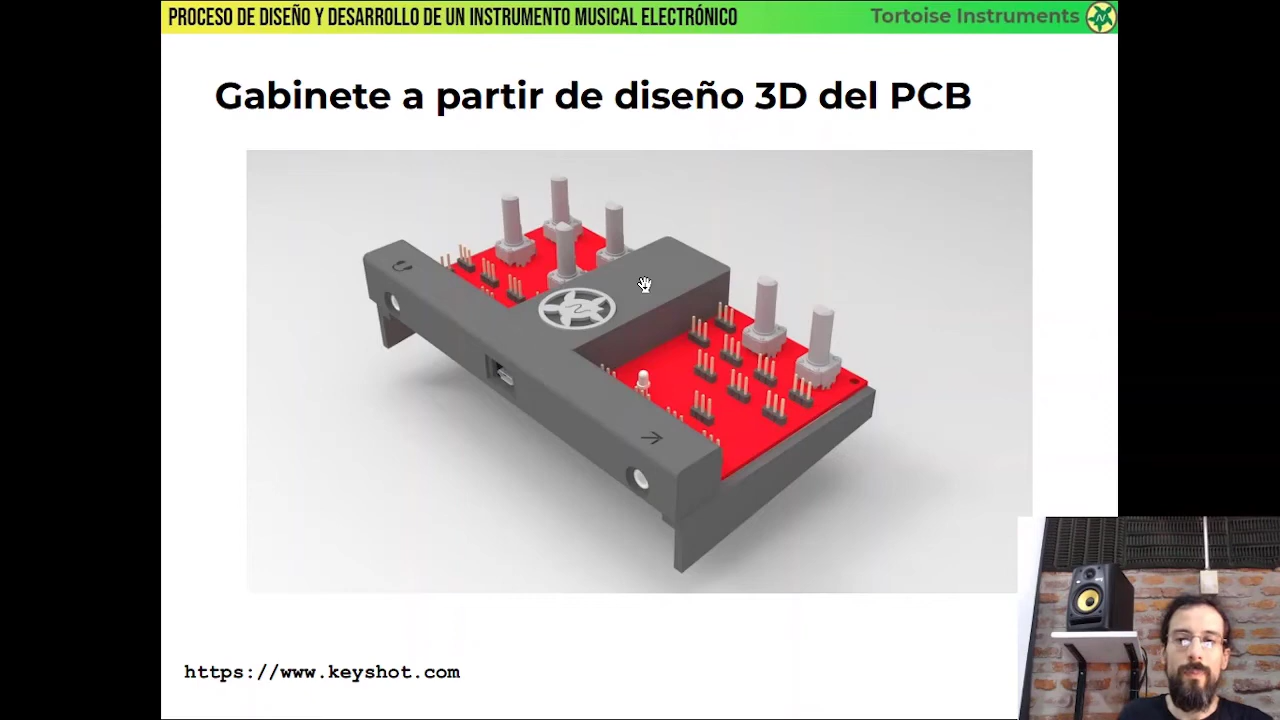 PROCESO DE DISEÑO Y DESARROLLO DE UN INSTRUMENTO MUSICAL ELECTRÓNICO
Tortoise Instruments
Gabinete a partir de diseño 3D del PCB
https://www.keyshot.com